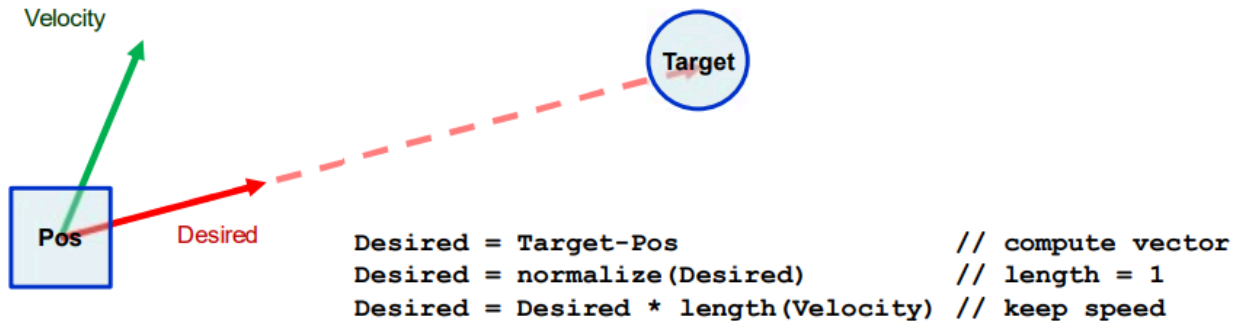 Velocity
Target
Pos
Desired
Desired = Target-Pos // compute vector
Desired = normalize(Desired) // length = 1
Desired = Desired * length(Velocity) // keep speed